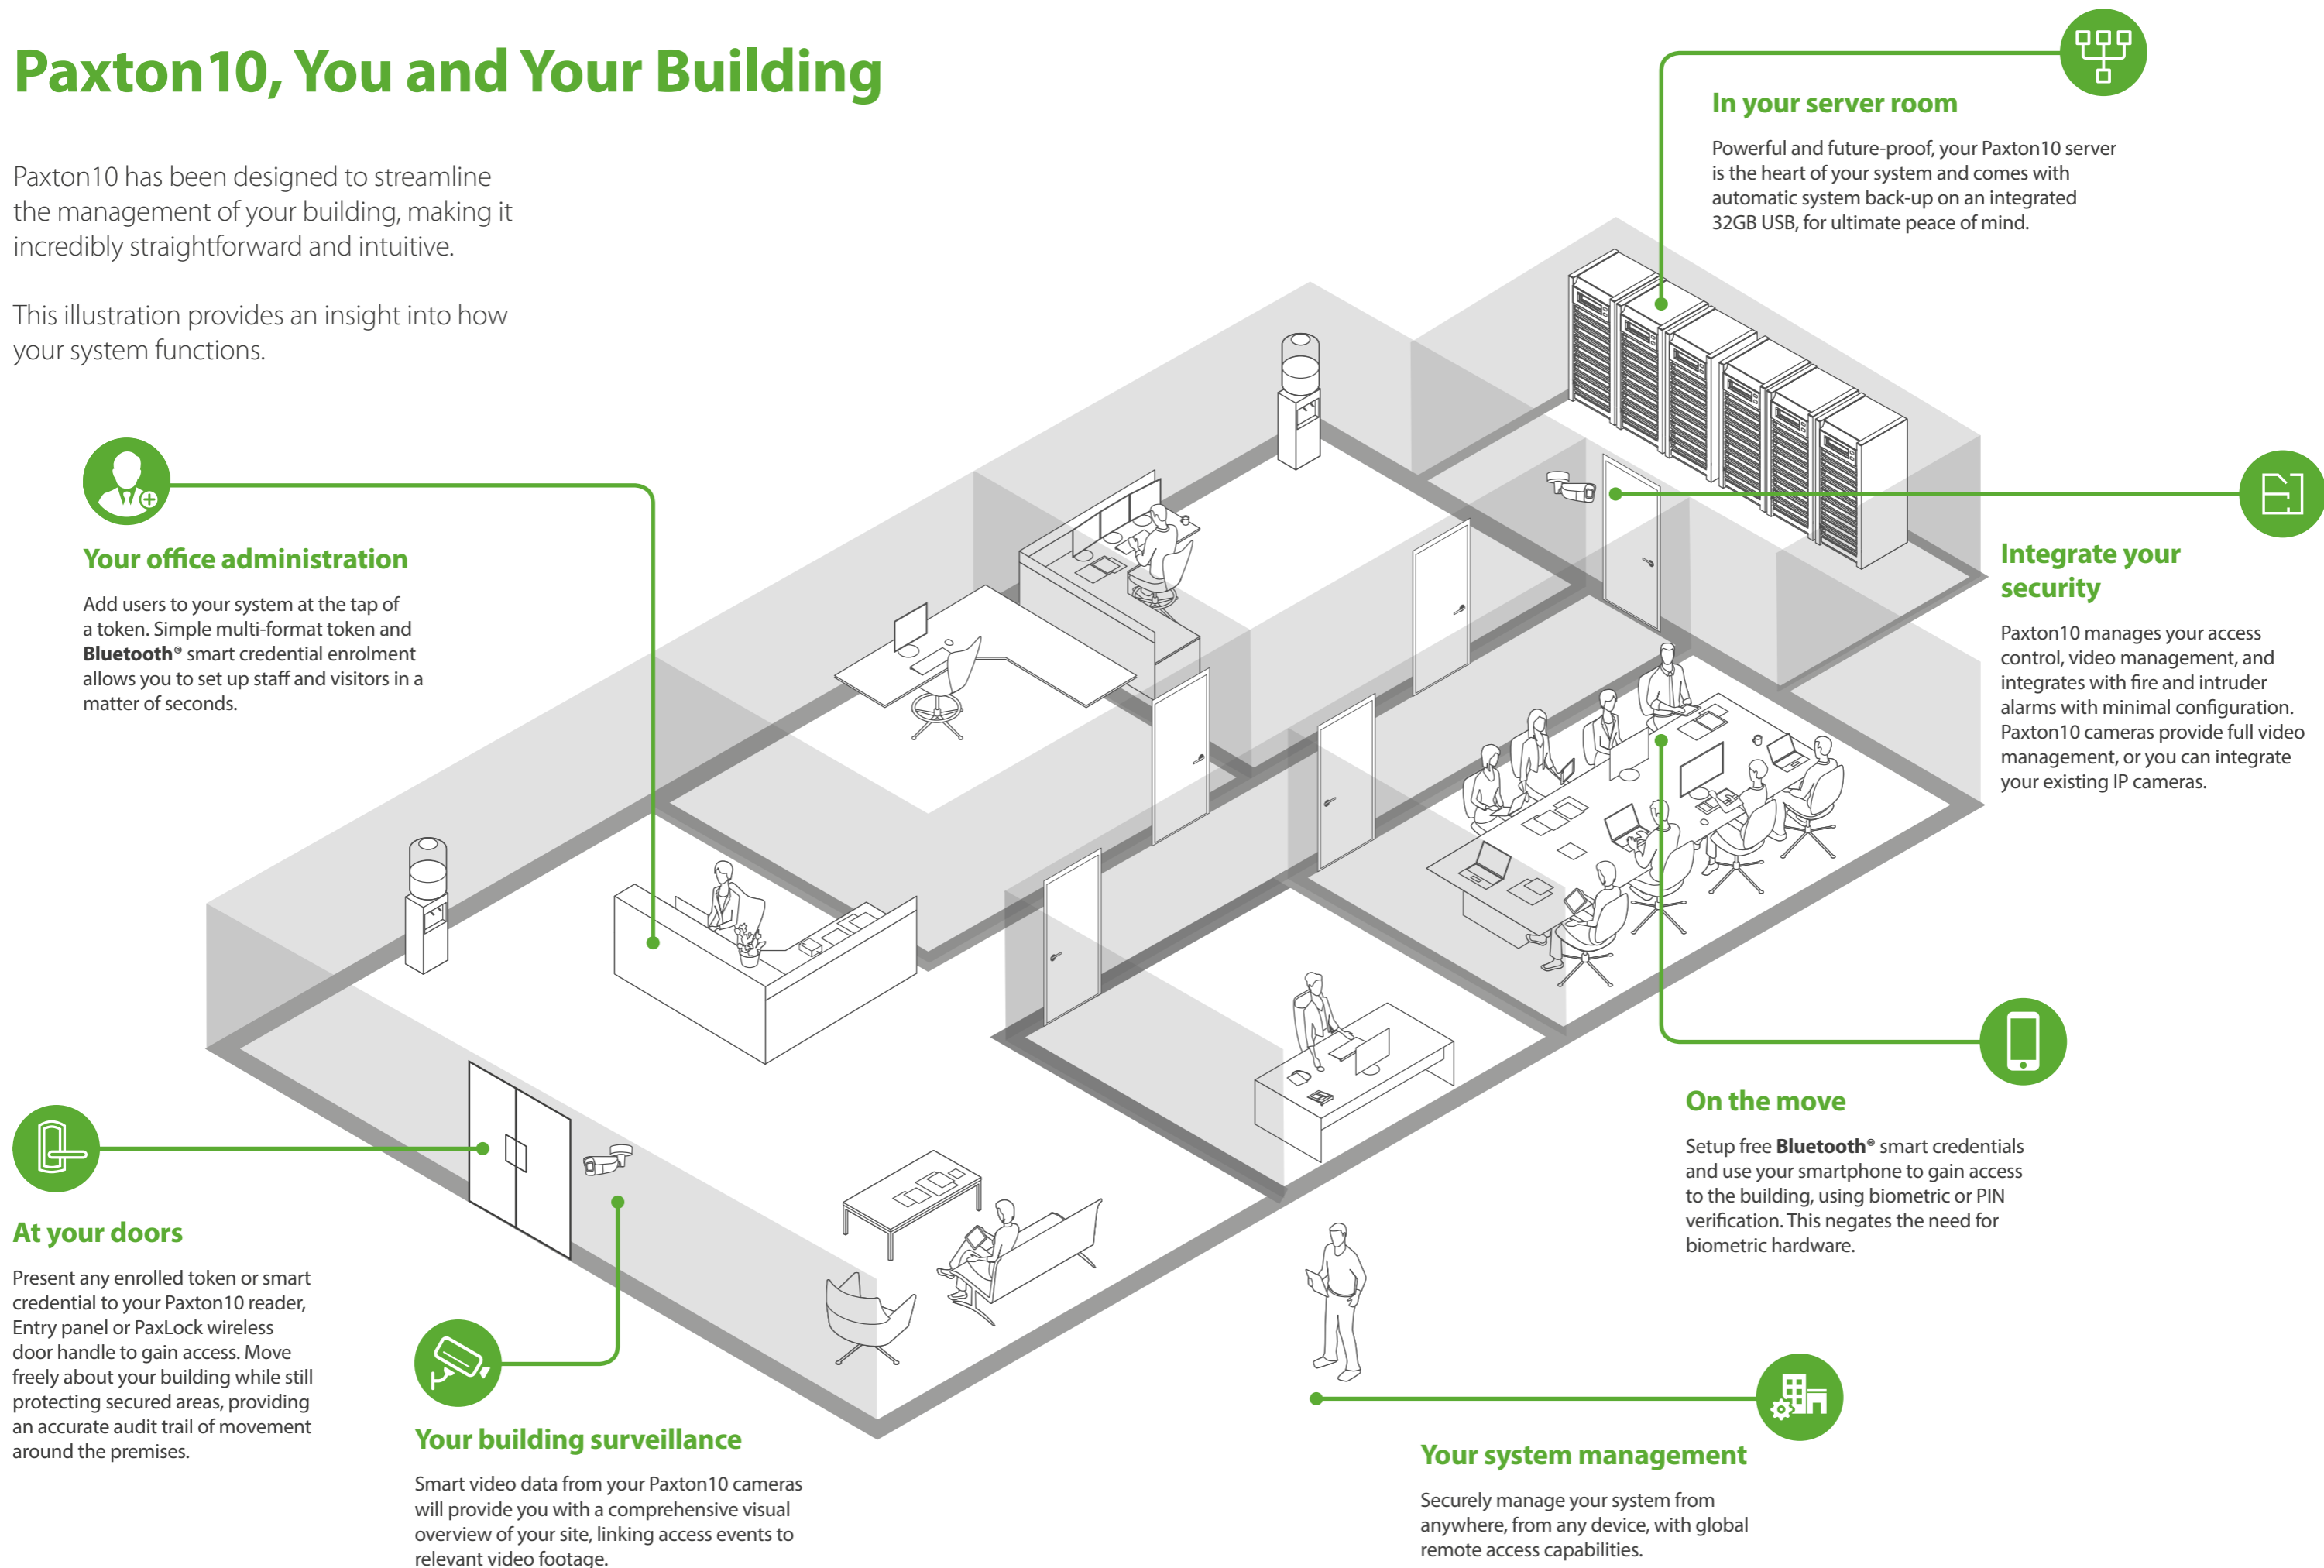 Paxton10, You and Your Building
Paxton10 has been designed to streamline
the management of your building, making it
incredibly straightforward and intuitive.
This illustration provides an insight into how
your system functions.
In your server room
Powerful and future-proof, your Paxton10 server
is the heart of your system and comes with
automatic system back-up on an integrated
32GB USB, for ultimate peace of mind.
Your office administration
Add users to your system at the tap of
a token. Simple multi-format token and
Bluetooth® smart credential enrolment
allows you to set up staff and visitors in a
matter of seconds.
Integrate your
security
Paxton10 manages your access
control, video management, and
integrates with fire and intruder
alarms with minimal configuration.
Paxton10 cameras provide full video
management, or you can integrate
your existing IP cameras.
On the move
Setup free Bluetooth® smart credentials
and use your smartphone to gain access
to the building, using biometric or PIN
verification. This negates the need for
biometric hardware.
At your doors
Present any enrolled token or smart
credential to your Paxton10 reader,
Entry panel or PaxLock wireless
door handle to gain access. Move
freely about your building while still
protecting secured areas, providing
an accurate audit trail of movement
around the premises.
Your building surveillance
Smart video data from your Paxton10 cameras
will provide you with a comprehensive visual
overview of your site, linking access events to
relevant video footage.
Your system management
Securely manage your system from
anywhere, from any device, with global
remote access capabilities.